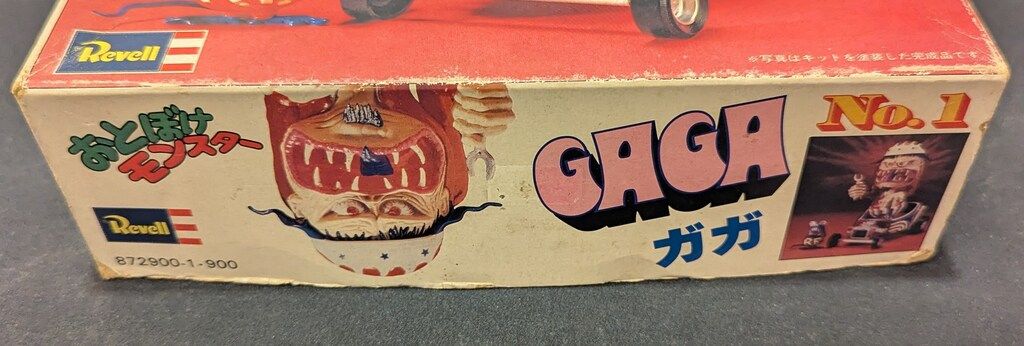 Revell
※写真はキットを塗装した完成品です
おとぼけ
モンスター
Revell
872900-1-900
GAGA
ガガ
No.1